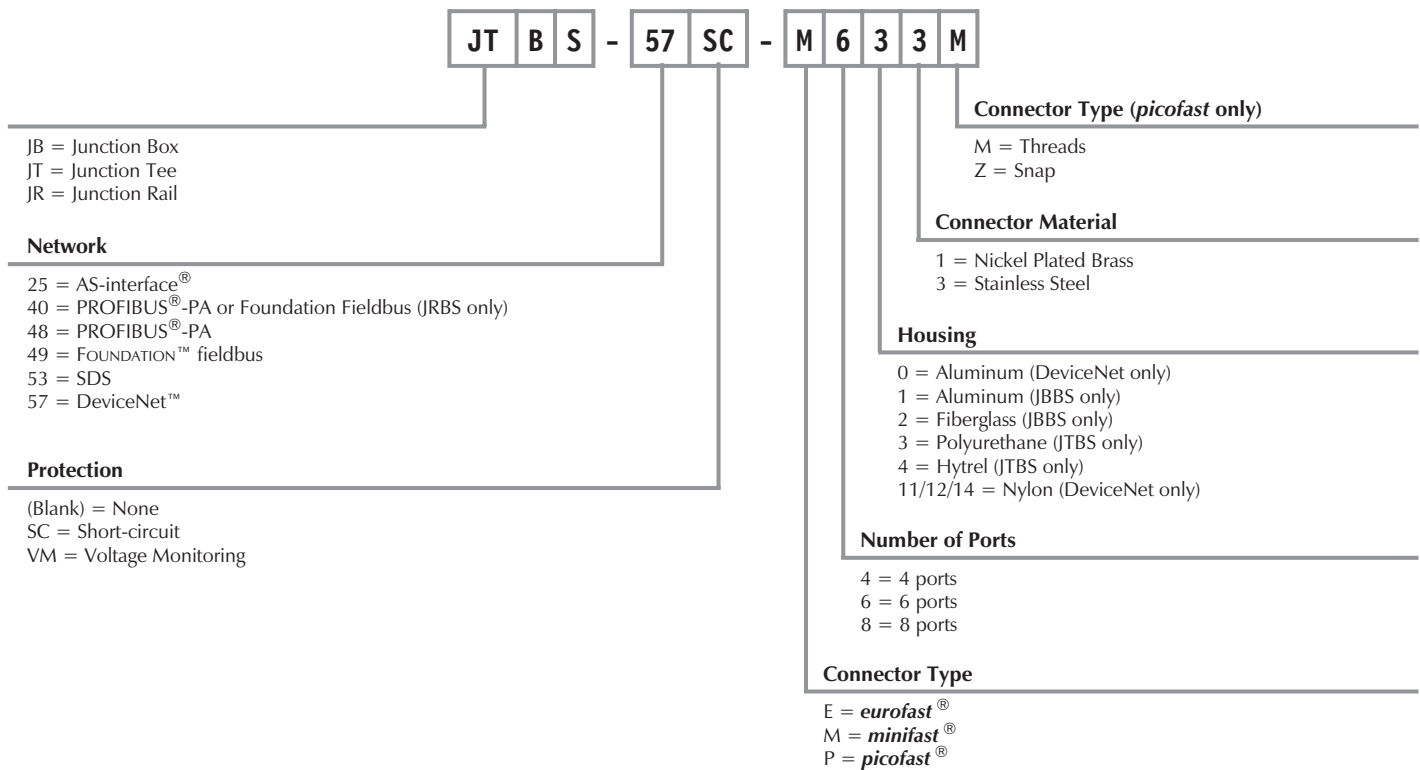 JT B S - 57 SC - M 6 3 3 M
JB = Junction Box
JT = Junction Tee
JR = Junction Rail
Network
25 = AS-interface®
40 = PROFIBUS®-PA or Foundation Fieldbus (JRBS only)
48 = PROFIBUS®-PA
49 = FOUNDATION™ fieldbus
53 = SDS
57 = DeviceNet™
Protection
(Blank) = None
SC = Short-circuit
VM = Voltage Monitoring
Connector Type (picofast only)
M = Threads
Z = Snap
Connector Material
1 = Nickel Plated Brass
3 = Stainless Steel
Housing
0 = Aluminum (DeviceNet only)
1 = Aluminum (JBBS only)
2 = Fiberglass (JBBS only)
3 = Polyurethane (JTBS only)
4 = Hytrel (JTBS only)
11/12/14 = Nylon (DeviceNet only)
Number of Ports
4 = 4 ports
6 = 6 ports
8 = 8 ports
Connector Type
E = eurofast ®
M = minifast ®
P = picofast ®